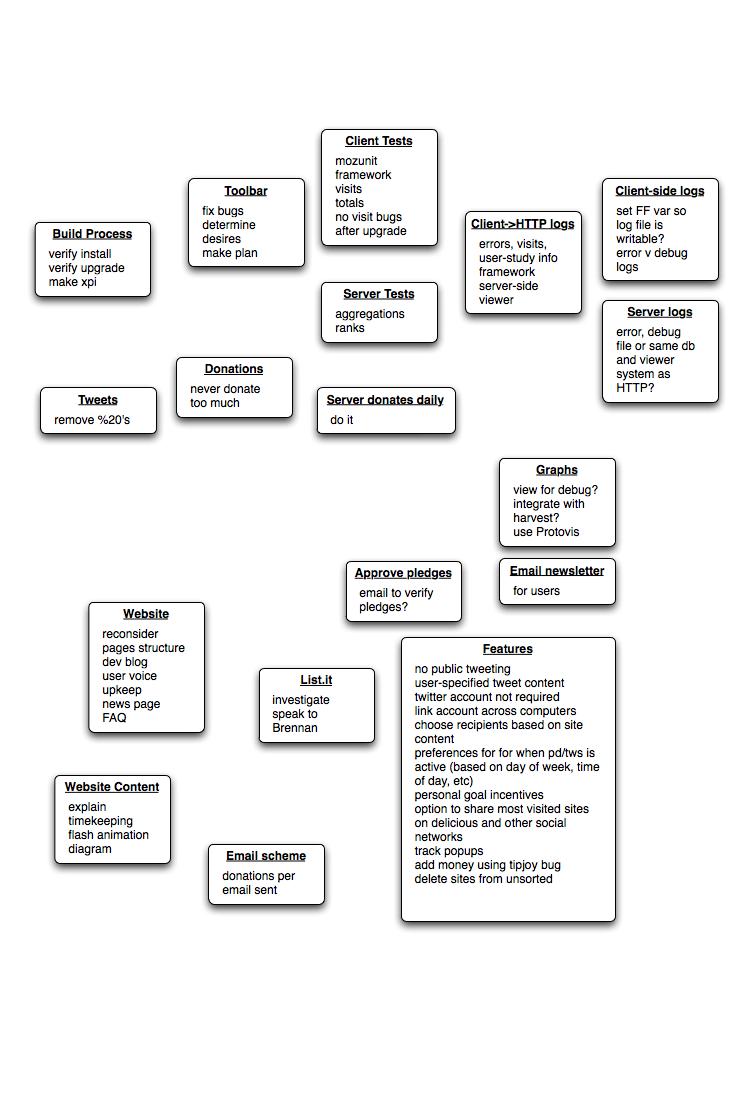 Client Tests
mozunit
framework
visits
totals
no visit bugs
after upgrade
Toolbar
fix bugs
determine
desires
make plan
Client-side logs
set FF var so
log file is
writable?
error v debug
logs
Build Process
verify install
verify upgrade
make xpi
Client->HTTP logs
errors, visits,
user-study info
framework
server-side
viewer
Server Tests
aggregations
ranks
Server logs
error, debug
file or same db
and viewer
system as
HTTP?
Donations
never donate
too much
Tweets
remove %20's
Server donates daily
do it
Graphs
view for debug?
integrate with
harvest?
use Protovis
Approve pledges
email to verify
pledges?
Email newsletter
for users
Website
reconsider
pages structure
dev blog
user voice
upkeep
news page
FAQ
List.it
investigate
speak to
Brennan
Features
no public tweeting
user-specified tweet content
twitter account not required
link account across computers
choose recipients based on site
content
preferences for for when pd/tws is
active (based on day of week, time
of day, etc)
personal goal incentives
option to share most visited sites
on delicious and other social
networks
track popups
add money using tipjoy bug
delete sites from unsorted
Website Content
explain
timekeeping
flash animation
diagram
Email scheme
donations per
email sent